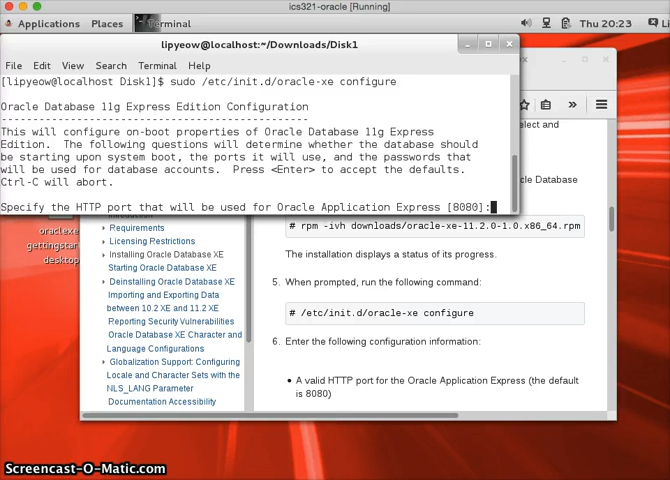 ics321-oracle [Running]
Applications Places Terminal Thu 20:23
lipyeow@localhost:~/Downloads/Disk1
File Edit View Search Terminal Help
[lipyeow@localhost Disk1]$ sudo /etc/init.d/oracle-xe configure
Oracle Database 11g Express Edition Configuration
-------------------------------------------------
This will configure on-boot properties of Oracle Database 11g Express
Edition.  The following questions will determine whether the database should
be starting upon system boot, the ports it will use, and the passwords that
will be used for database accounts.  Press <Enter> to accept the defaults.
Ctrl-C will abort.
Specify the HTTP port that will be used for Oracle Application Express [8080]:
select and
Database
# rpm -ivh downloads/oracle-xe-11.2.0-1.0.x86_64.rpm
The installation displays a status of its progress.
5. When prompted, run the following command:
# /etc/init.d/oracle-xe configure
6. Enter the following configuration information:
• A valid HTTP port for the Oracle Application Express (the default
is 8080)
Requirements
Licensing Restrictions
Installing Oracle Database XE
Starting Oracle Database XE
Deinstalling Oracle Database XE
Importing and Exporting Data
between 10.2 XE and 11.2 XE
Reporting Security Vulnerabilities
Oracle Database XE Character and
Language Configurations
Globalization Support: Configuring
Locale and Character Sets with the
NLS_LANG Parameter
Documentation Accessibility
oraclexe
gettingstar
desktop
Screencast-O-Matic.com